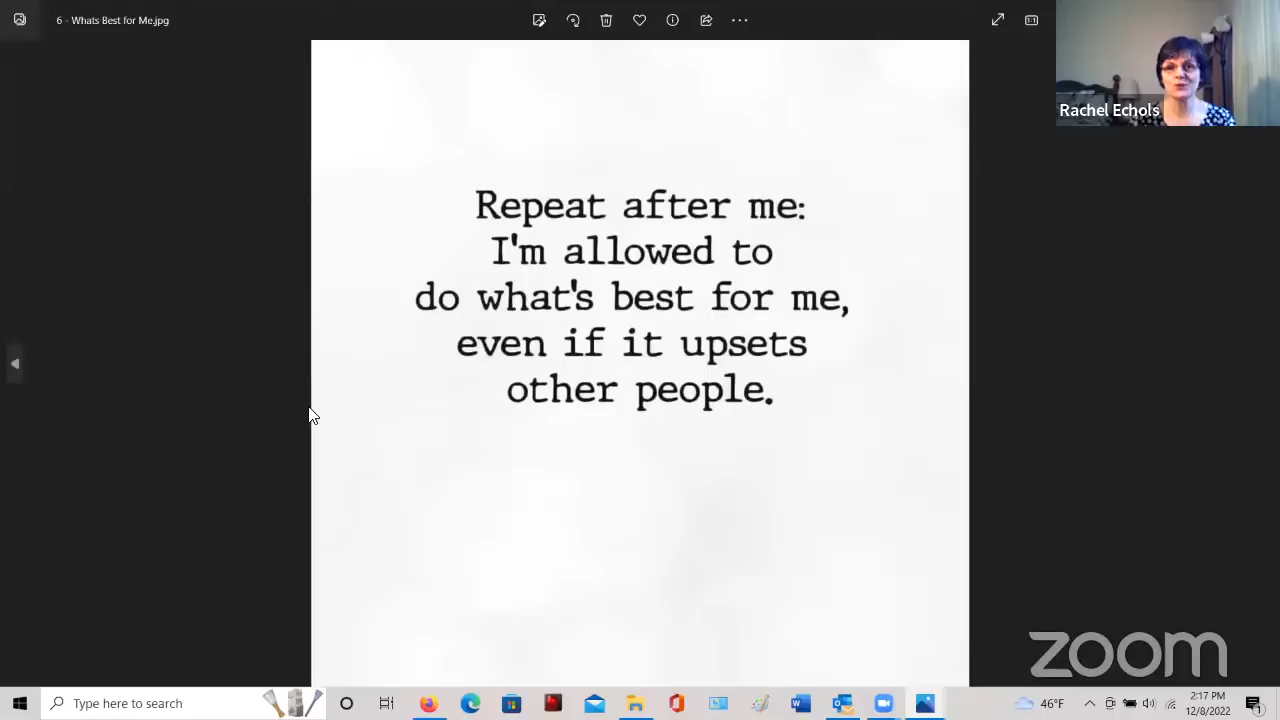 6 - Whats Best for Me.jpg
Rachel Echols
Repeat after me:
I'm allowed to
do what's best for me,
even if it upsets
other people.
zoom
Type here to search
46°F
2:17 PM
12/8/2022